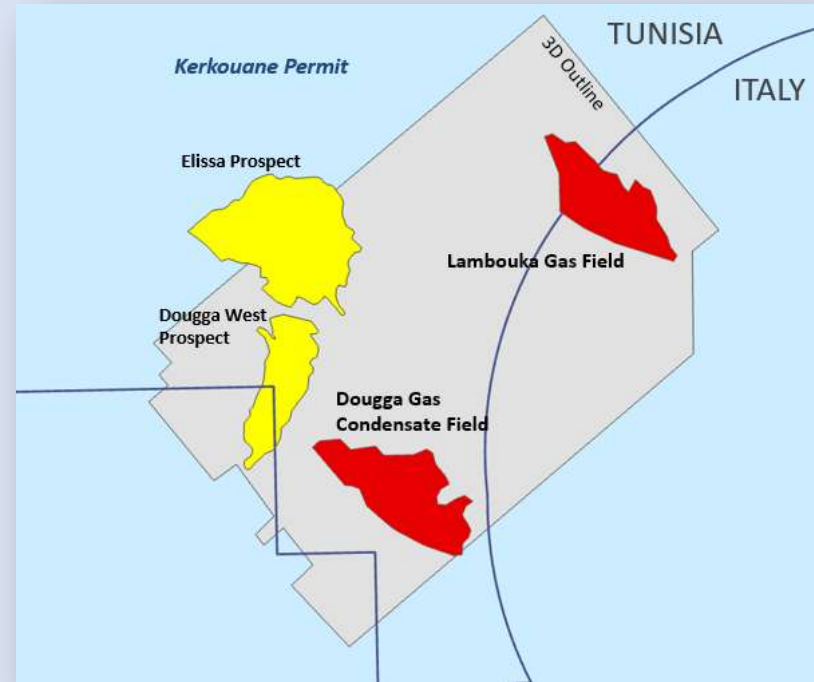 TUNISIA
Kerkouane Permit
3D Outline
ITALY
Elissa Prospect
Lambouka Gas Field
Dougga West
Prospect
Dougga Gas
Condensate Field